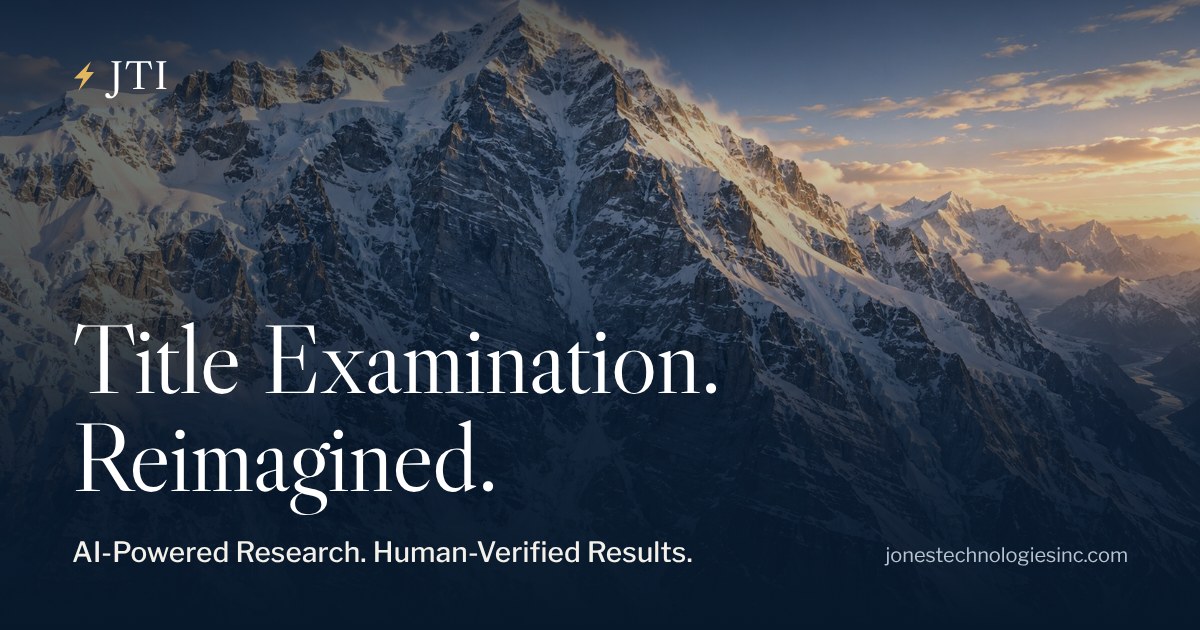 JTI
Title Examination.
Reimagined.
AI-Powered Research. Human-Verified Results.
jonestechnologiesinc.com